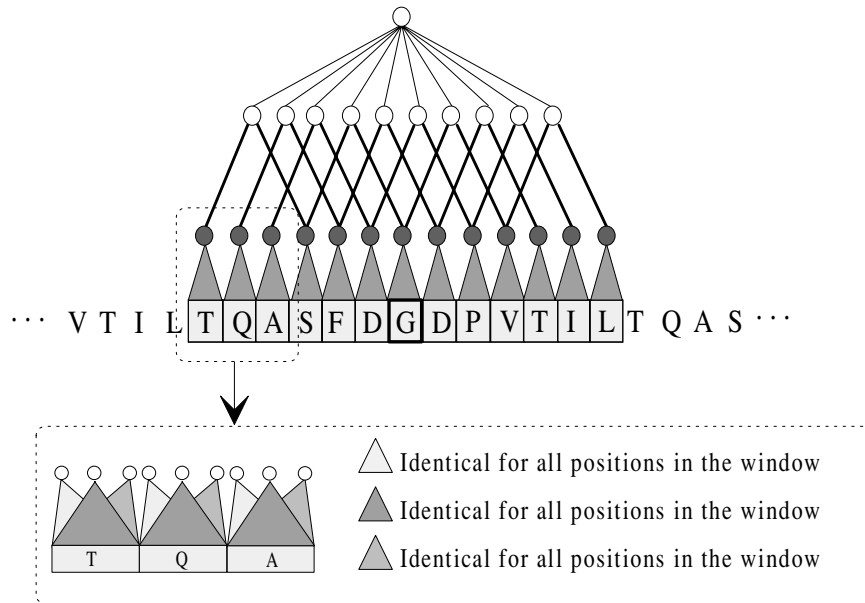 ··· V T I L T Q A S F D G D P V T I L T Q A S ···
Identical for all positions in the window
Identical for all positions in the window
T Q A Identical for all positions in the window